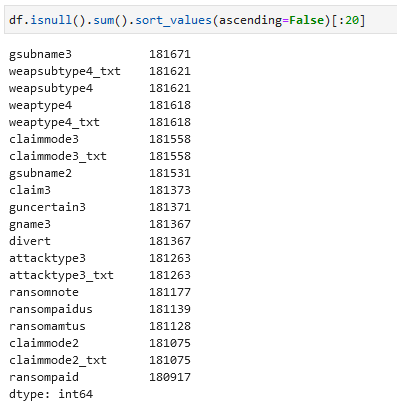 df.isnull().sum().sort_values(ascending=False)[:20]
gsubname3 181671
weapsubtype4_txt 181621
weapsubtype4 181621
weaptype4 181618
weaptype4_txt 181618
claimmode3 181558
claimmode3_txt 181558
gsubname2 181531
claim3 181373
guncertain3 181371
gname3 181367
divert 181367
attacktype3 181263
attacktype3_txt 181263
ransomnote 181177
ransompaidus 181139
ransomamtus 181128
claimmode2 181075
claimmode2_txt 181075
ransompaid 180917
dtype: int64